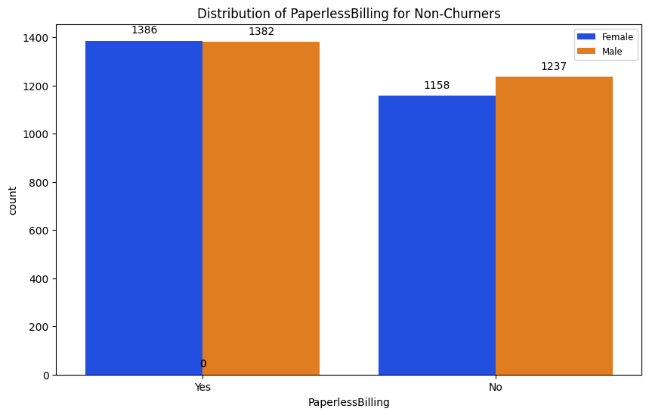 Distribution of PaperlessBilling for Non-Churners
1386
1382
1158
1237
0
Female
Male
1400
1200
1000
800
600
400
200
0
count
Yes
No
PaperlessBilling